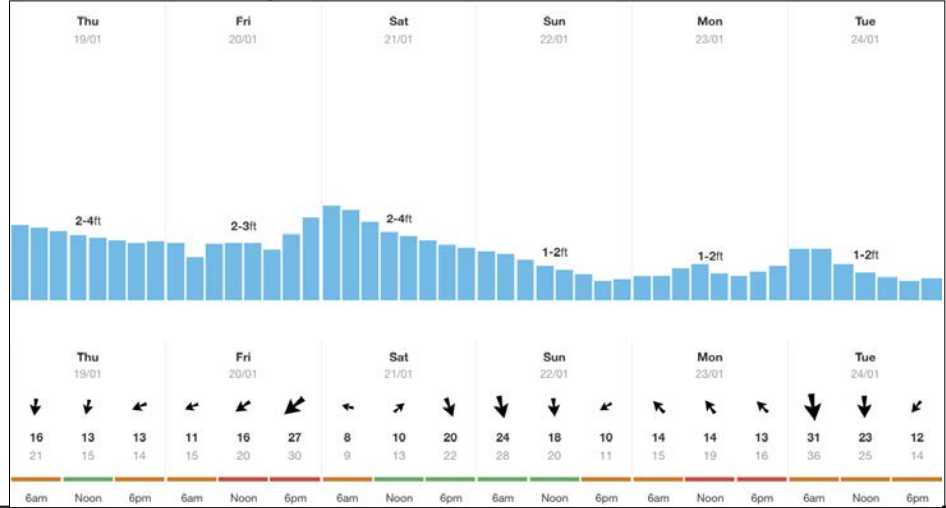 Thu Fri Sat Sun Mon Tue
19/01 20/01 21/01 22/01 23/01 24/01
2-4ft 2-3ft 2-4ft 1-2ft 1-2ft 1-2ft
Thu Fri Sat Sun Mon Tue
19/01 20/01 21/01 22/01 23/01 24/01
16 13 13 11 16 27 8 10 20 24 18 10 14 14 13 31 23 12
21 15 14 15 20 30 9 13 22 28 20 11 15 19 16 36 25 14
6am Noon 6pm 6am Noon 6pm 6am Noon 6pm 6am Noon 6pm 6am Noon 6pm 6am Noon 6pm